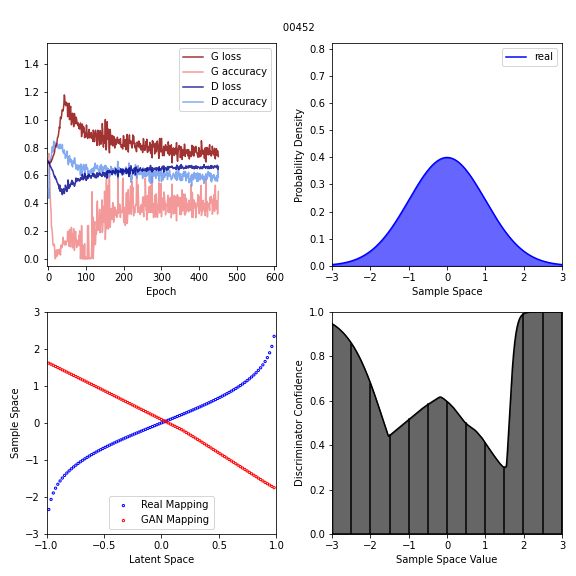 00452
1.4
1.2
1.0
0.8
0.6
0.4
0.2
0.0
0 100 200 300 400 500 600
Epoch
G loss
G accuracy
D loss
D accuracy
0.8
0.7
0.6
0.5
0.4
0.3
0.2
0.1
0.0
−3 −2 −1 0 1 2 3
Sample Space
Probability Density
real
3
2
1
0
−1
−2
−3
−1.0 −0.5 0.0 0.5 1.0
Latent Space
Sample Space
Real Mapping
GAN Mapping
1.0
0.8
0.6
0.4
0.2
0.0
−3 −2 −1 0 1 2 3
Sample Space Value
Discriminator Confidence